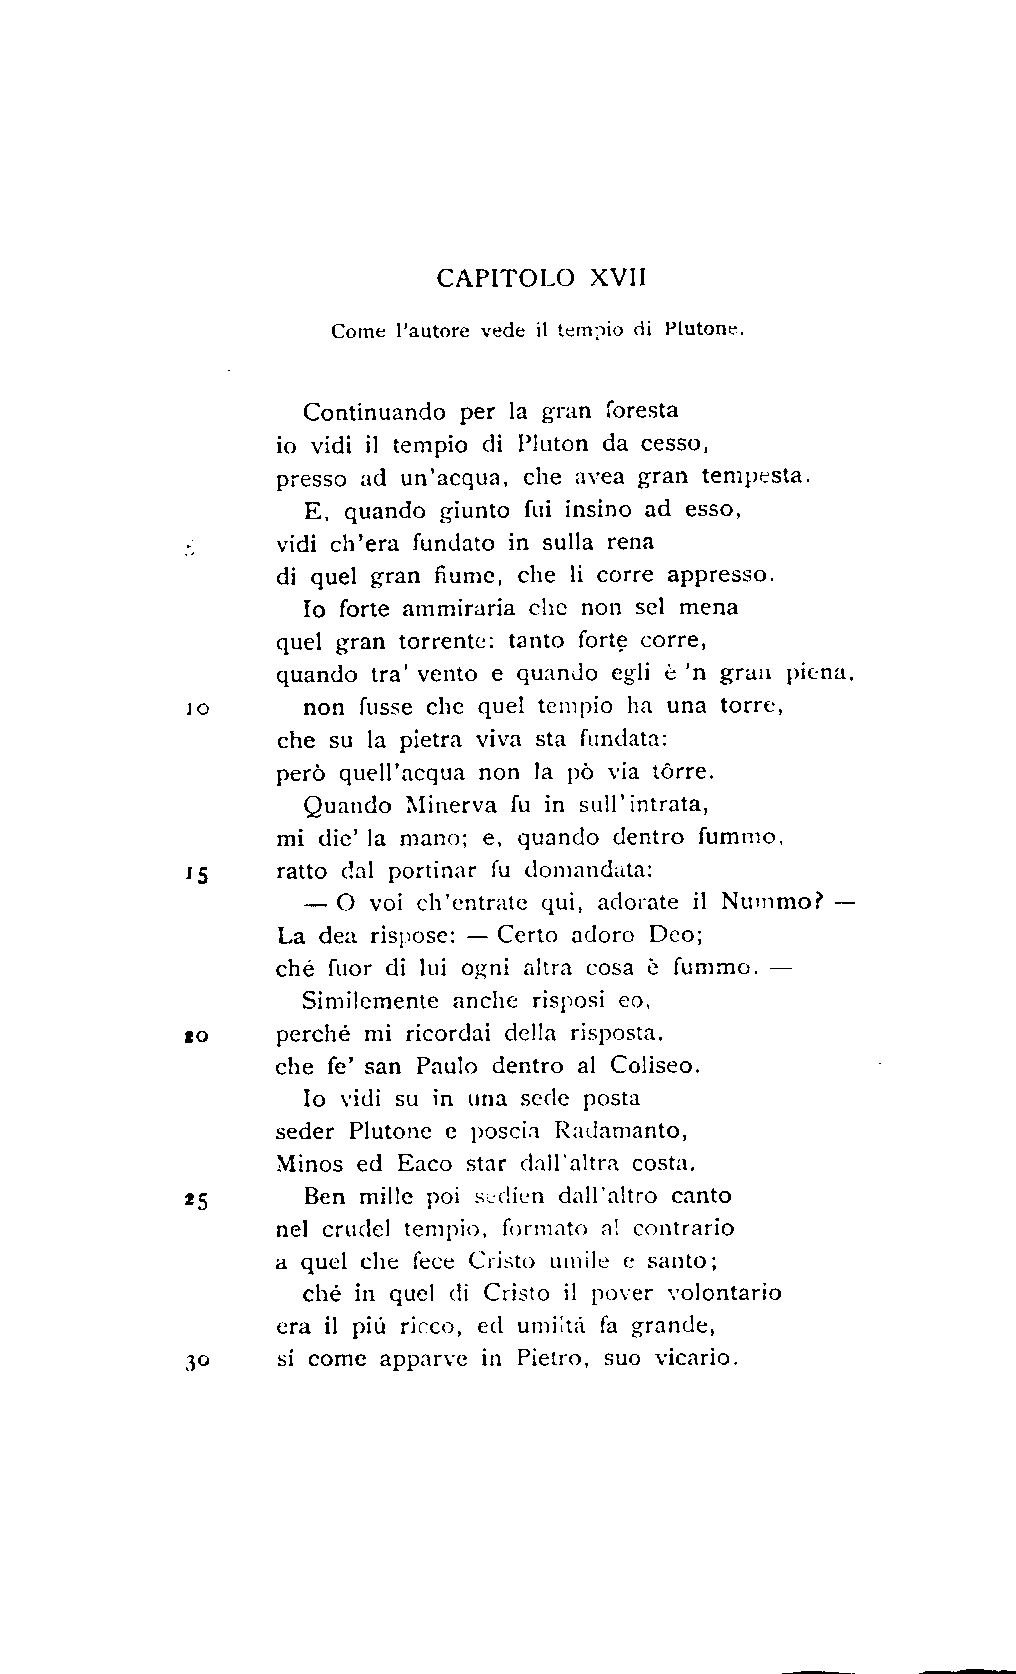 CAPITOLO XVII
Come l'autore vede il tempio di Plutone.
Continuando per la gran foresta
io vidi il tempio di Pluton da cesso,
presso ad un'acqua, che avea gran tempesta.
E, quando giunto fui insino ad esso,
5 vidi ch'era fundato in sulla rena
di quel gran fiume, che li corre appresso.
Io forte ammiraria che non sel mena
quel gran torrente: tanto forte corre,
quando tra' vento e quando egli è 'n gran piena,
10 non fusse che quel tempio ha una torre,
che su la pietra viva sta fundata:
però quell'acqua non la pò via tôrre.
Quando Minerva fu in sull'intrata,
mi die' la mano; e, quando dentro fummo,
15 ratto dal portinar fu domandata:
— O voi ch'entrate qui, adorate il Nummo? —
La dea rispose: — Certo adoro Deo;
ché fuor di lui ogni altra cosa è fummo. —
Similemente anche risposi eo,
20 perché mi ricordai della risposta,
che fe' san Paulo dentro al Coliseo.
Io vidi su in una sede posta
seder Plutone e poscia Radamanto,
Minos ed Eaco star dall'altra costa.
25 Ben mille poi sedien dall'altro canto
nel crudel tempio, formato al contrario
a quel che fece Cristo umile e santo;
ché in quel di Cristo il pover volontario
era il piú ricco, ed umiltá fa grande,
30 sí come apparve in Pietro, suo vicario.